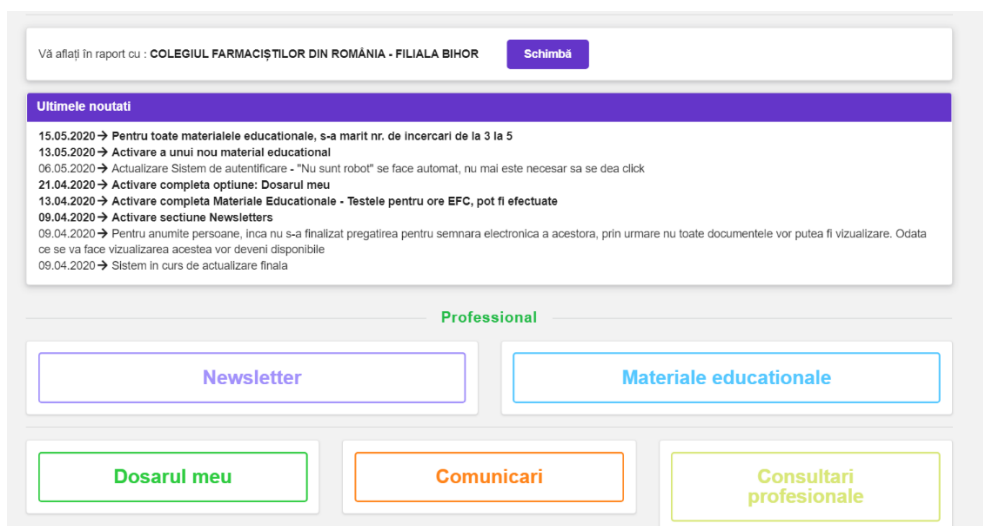 Vă aflați în raport cu : COLEGIUL FARMACIȘTILOR DIN ROMÂNIA - FILIALA BIHOR Schimbă
Ultimele noutati
15.05.2020 → Pentru toate materialele educationale, s-a marit nr. de incercari de la 3 la 5
13.05.2020 → Activare a unui nou material educational
06.05.2020 → Actualizare Sistem de autentificare - "Nu sunt robot" se face automat, nu mai este necesar sa se dea click
21.04.2020 → Activare completa optiune: Dosarul meu
13.04.2020 → Activare completa Materiale Educationale - Testele pentru ore EFC, pot fi efectuate
09.04.2020 → Activare sectiune Newsletters
09.04.2020 → Pentru anumite persoane, inca nu s-a finalizat pregatirea pentru semnara electronica a acestora, prin urmare nu toate documentele vor putea fi vizualizare. Odata
ce se va face vizualizarea acestea vor deveni disponibile
09.04.2020 → Sistem in curs de actualizare finala
Professional
Newsletter Materiale educationale
Dosarul meu Comunicari Consultari
profesionale